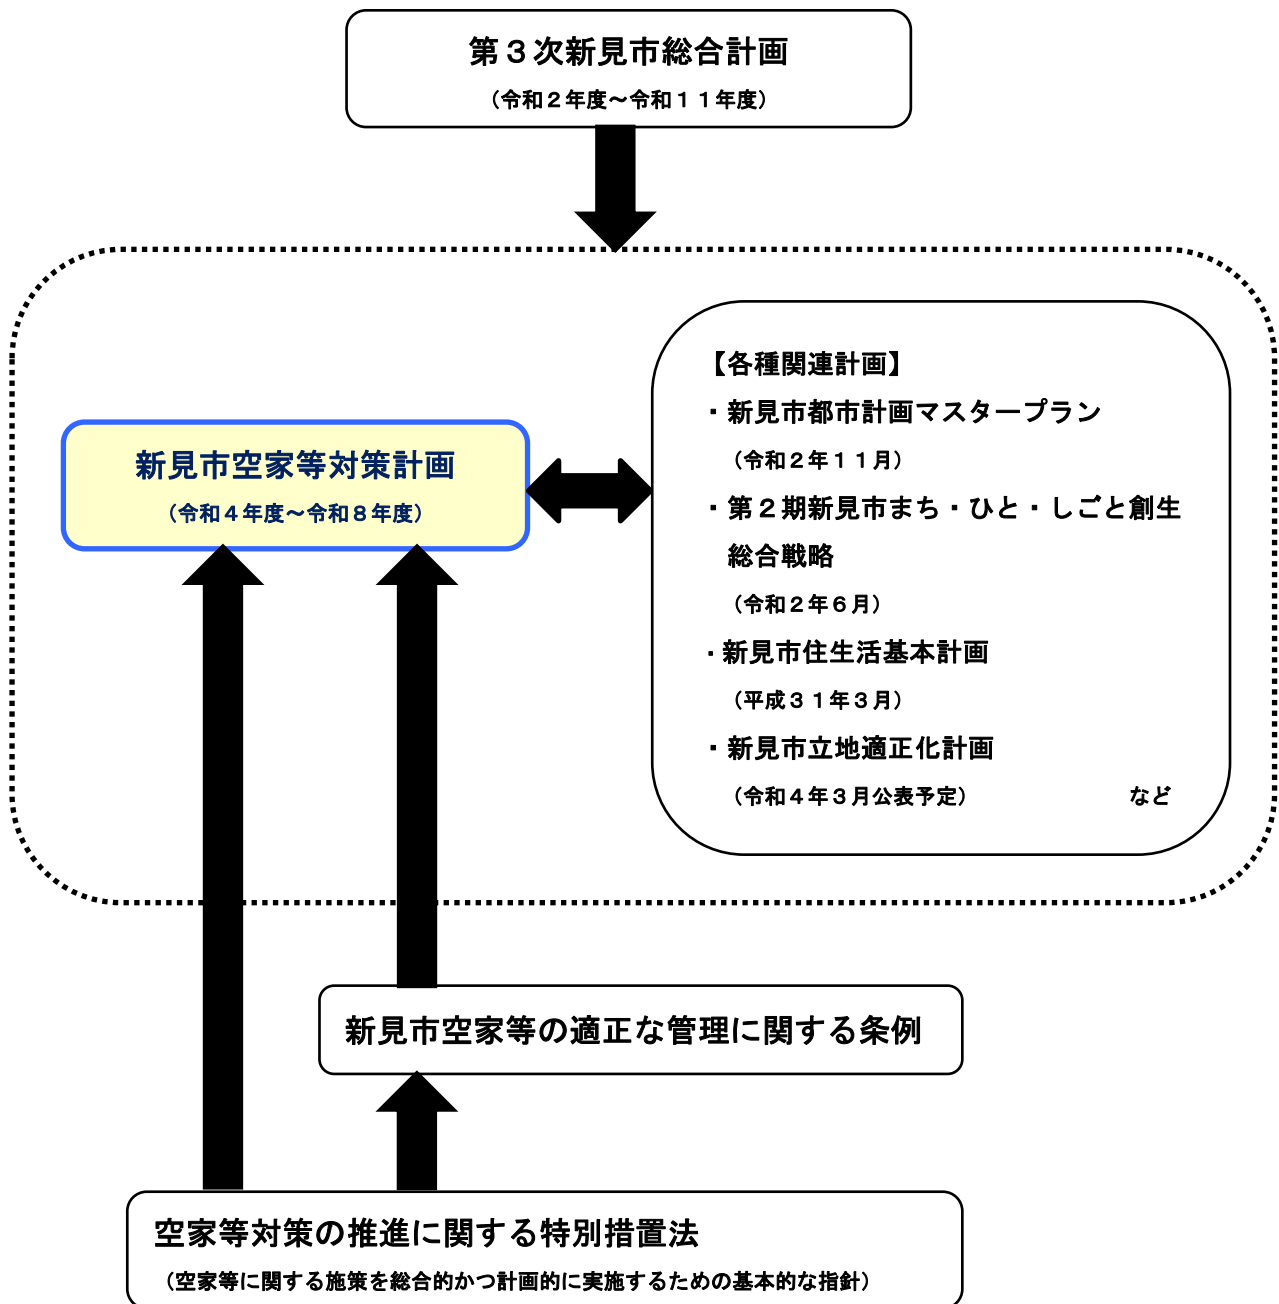 第３次新見市総合計画
（令和２年度～令和１１年度）
新見市空家等対策計画
（令和４年度～令和８年度）
【各種関連計画】
・新見市都市計画マスタープラン
（令和２年１１月）
・第２期新見市まち・ひと・しごと創生
総合戦略
（令和２年６月）
・新見市住生活基本計画
（平成３１年３月）
・新見市立地適正化計画
（令和４年３月公表予定）　など
新見市空家等の適正な管理に関する条例
空家等対策の推進に関する特別措置法
（空家等に関する施策を総合的かつ計画的に実施するための基本的な指針）